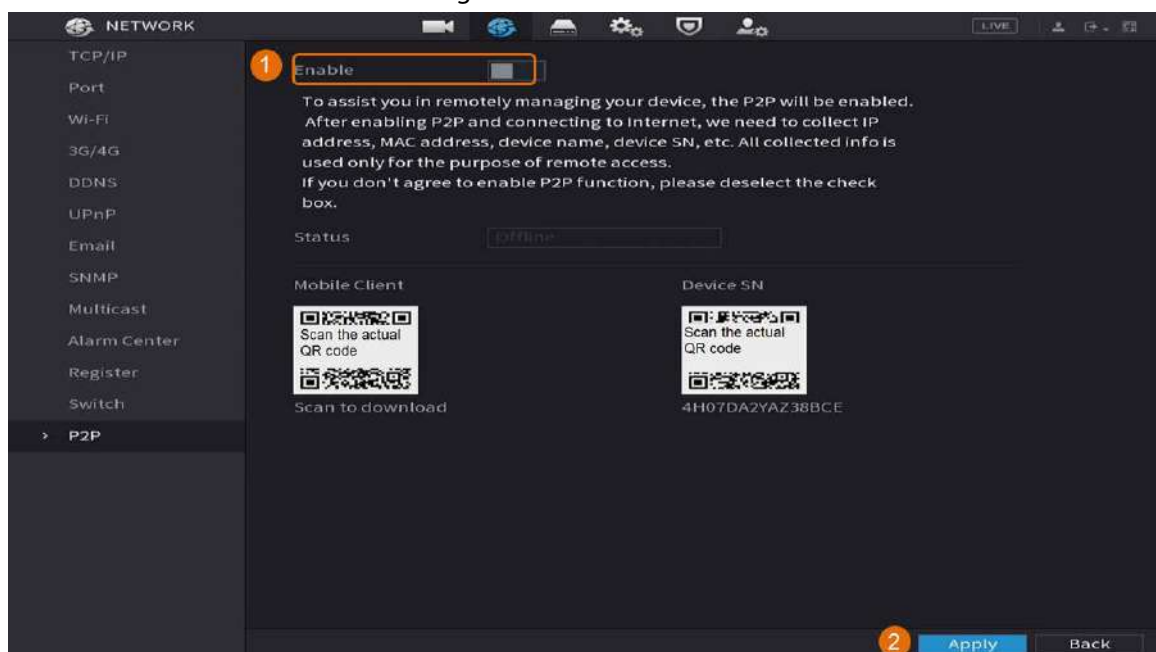 NETWORK
LIVE
TCP/IP
Port
Wi-Fi
3G/4G
DDNS
UPnP
Email
SNMP
Multicast
Alarm Center
Register
Switch
P2P
1
Enable
To assist you in remotely managing your device, the P2P will be enabled.
After enabling P2P and connecting to Internet, we need to collect IP
address, MAC address, device name, device SN, etc. All collected info is
used only for the purpose of remote access.
If you don't agree to enable P2P function, please deselect the check
box.
Status
Offline
Mobile Client
Scan the actual
QR code
Scan to download
Device SN
Scan the actual
QR code
4H07DA2YAZ38BCE
2
Apply
Back